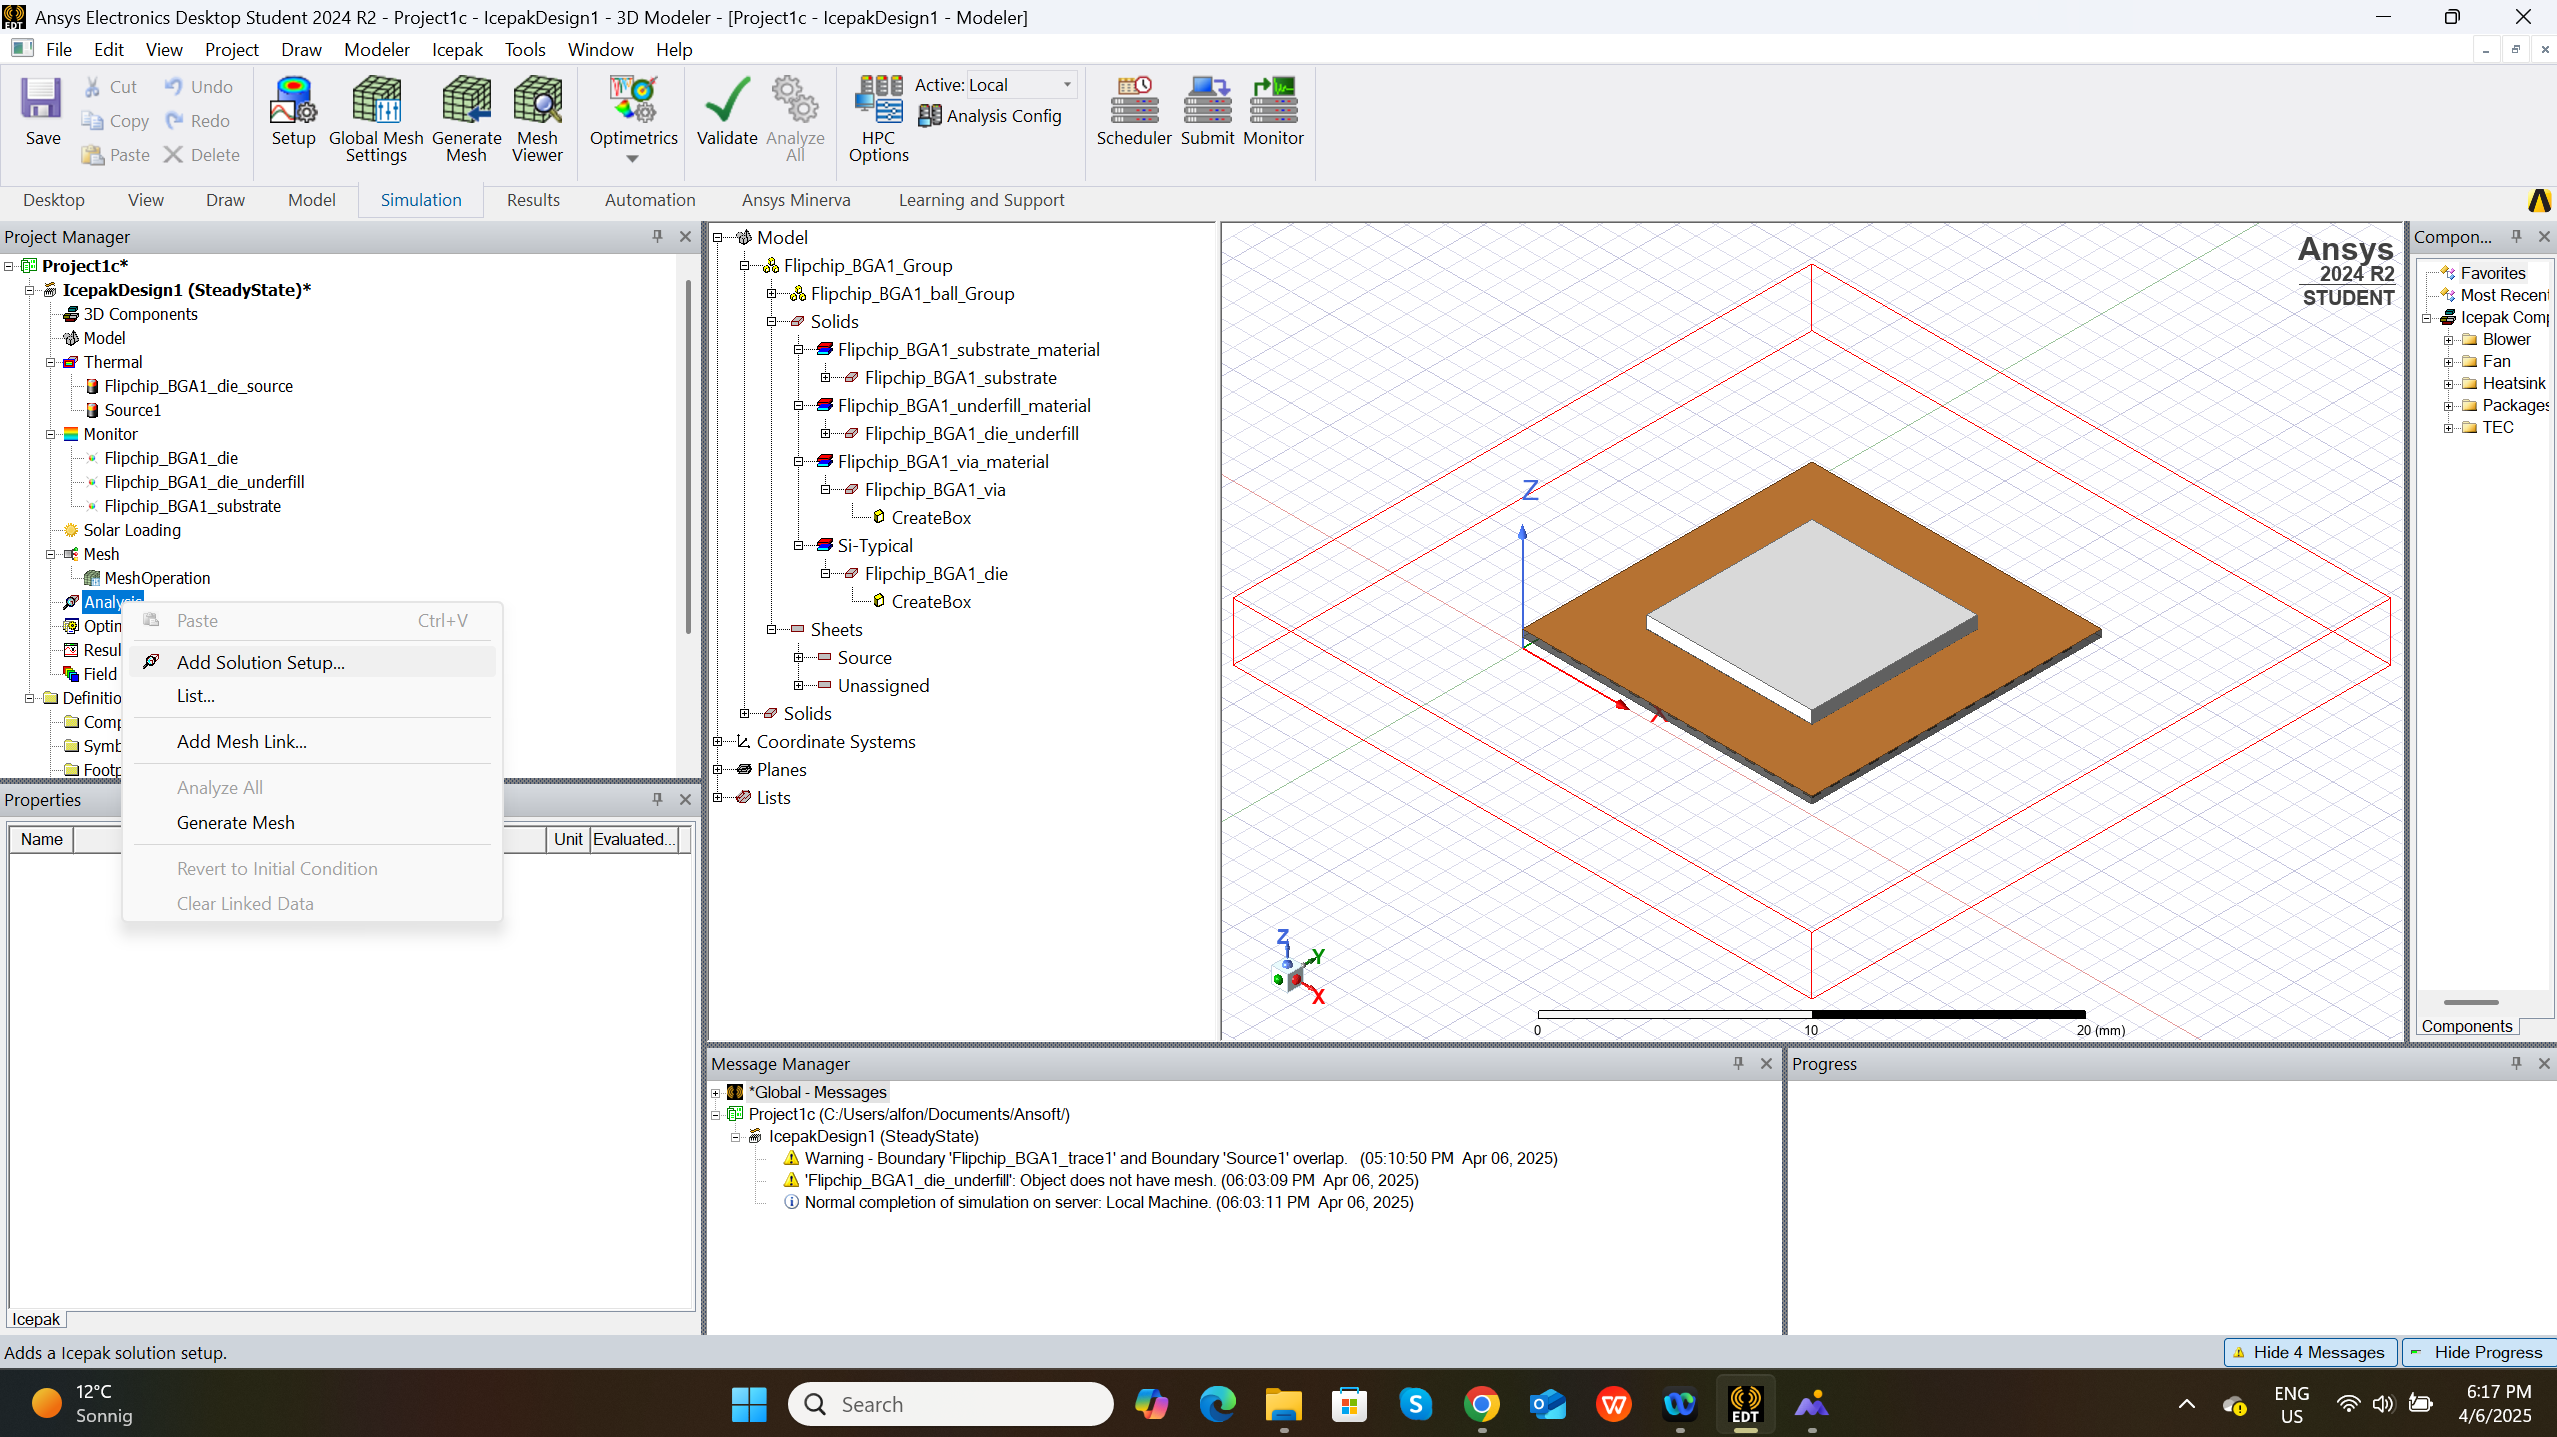 Ansys Electronics Desktop Student 2024 R2 - Project1c - IcepakDesign1 - 3D Modeler - [Project1c - IcepakDesign1 - Modeler]
File Edit View Project Draw Modeler Icepak Tools Window Help
Save
Cut
Copy
Paste
Undo
Redo
Delete
Setup
Global Mesh Settings
Generate Mesh
Mesh Viewer
Optimetrics
Validate
Analyze All
HPC Options
Active: Local
Analysis Config
Scheduler
Submit
Monitor
Desktop View Draw Model Simulation Results Automation Ansys Minerva Learning and Support
Project Manager
Project1c*
IcepakDesign1 (SteadyState)*
3D Components
Model
Thermal
Flipchip_BGA1_die_source
Source1
Monitor
Flipchip_BGA1_die
Flipchip_BGA1_die_underfill
Flipchip_BGA1_substrate
Solar Loading
Mesh
MeshOperation
Analysis
Optin
Resul
Field
Definitio
Comp
Symb
Footp
Paste Ctrl+V
Add Solution Setup...
List...
Add Mesh Link...
Analyze All
Generate Mesh
Revert to Initial Condition
Clear Linked Data
Properties
Name Unit Evaluated...
Icepak
Model
Flipchip_BGA1_Group
Flipchip_BGA1_ball_Group
Solids
Flipchip_BGA1_substrate_material
Flipchip_BGA1_substrate
Flipchip_BGA1_underfill_material
Flipchip_BGA1_die_underfill
Flipchip_BGA1_via_material
Flipchip_BGA1_via
CreateBox
Si-Typical
Flipchip_BGA1_die
CreateBox
Sheets
Source
Unassigned
Solids
Coordinate Systems
Planes
Lists
Ansys
2024 R2
STUDENT
Z
X
Z
Y
X
0 10 20 (mm)
Compon...
Favorites
Most Recent
Icepak Comp
Blower
Fan
Heatsink
Packages
TEC
Components
Message Manager
*Global - Messages
Project1c (C:/Users/alfon/Documents/Ansoft/)
IcepakDesign1 (SteadyState)
Warning - Boundary 'Flipchip_BGA1_trace1' and Boundary 'Source1' overlap. (05:10:50 PM Apr 06, 2025)
'Flipchip_BGA1_die_underfill': Object does not have mesh. (06:03:09 PM Apr 06, 2025)
Normal completion of simulation on server: Local Machine. (06:03:11 PM Apr 06, 2025)
Progress
Adds a Icepak solution setup.
Hide 4 Messages
Hide Progress
12°C
Sonnig
Search
EDT
ENG
US
6:17 PM
4/6/2025